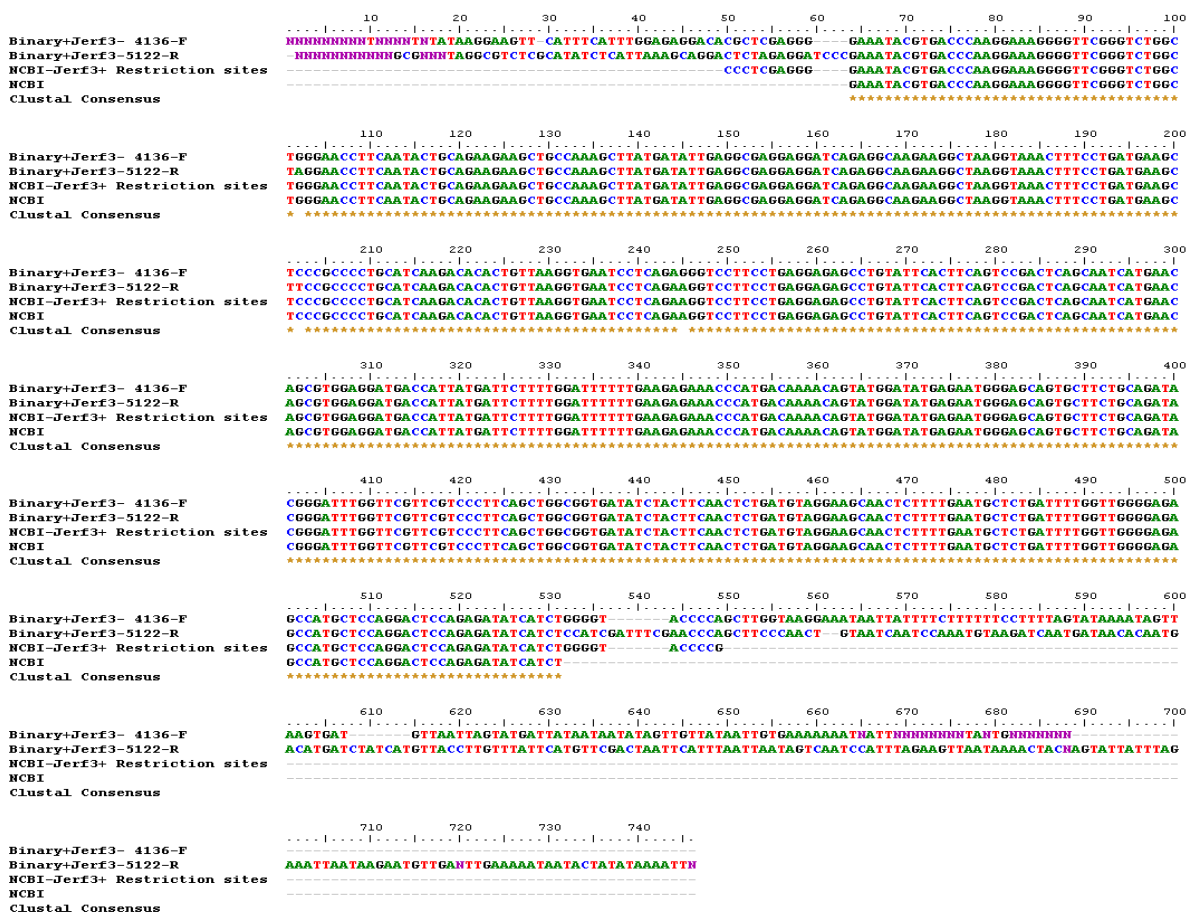 10 20 30 40 50 60 70 80 90 100
Binary+Jerf3- 4136-F NNNNNNNNNTNNNNTNTATAAGGAAGTT-CATTTCATTTGGAGAGGACACGCTCGAGGG----GAAATACGTGACCCAAGGAAAGGGGTTCGGGTCTGGC
Binary+Jerf3-5122-R -NNNNNNNNNNNGCGNNNTAGGCGTCTCGCATATCTCATTAAAGCAGGACTCTAGAGGATCCCGAAATACGTGACCCAAGGAAAGGGGTTCGGGTCTGGC
NCBI-Jerf3+ Restriction sites -------------------------------------------------CCCTCGAGGG----GAAATACGTGACCCAAGGAAAGGGGTTCGGGTCTGGC
NCBI ---------------------------------------------------------------GAAATACGTGACCCAAGGAAAGGGGTTCGGGTCTGGC
Clustal Consensus *************************************
110 120 130 140 150 160 170 180 190 200
Binary+Jerf3- 4136-F TGGGAACCTTCAATACTGCAGAAGAAGCTGCCAAAGCTTATGATATTGAGGCGAGGAGGATCAGAGGCAAGAAGGCTAAGGTAAACTTTCCTGATGAAGC
Binary+Jerf3-5122-R TAGGAACCTTCAATACTGCAGAAGAAGCTGCCAAAGCTTATGATATTGAGGCGAGGAGGATCAGAGGCAAGAAGGCTAAGGTAAACTTTCCTGATGAAGC
NCBI-Jerf3+ Restriction sites TGGGAACCTTCAATACTGCAGAAGAAGCTGCCAAAGCTTATGATATTGAGGCGAGGAGGATCAGAGGCAAGAAGGCTAAGGTAAACTTTCCTGATGAAGC
NCBI TGGGAACCTTCAATACTGCAGAAGAAGCTGCCAAAGCTTATGATATTGAGGCGAGGAGGATCAGAGGCAAGAAGGCTAAGGTAAACTTTCCTGATGAAGC
Clustal Consensus * **************************************************************************************************
210 220 230 240 250 260 270 280 290 300
Binary+Jerf3- 4136-F TCCCGCCCCTGCATCAAGACACACTGTTAAGGTGAATCCTCAGAGGGTCCTTCCTGAGGAGAGCCTGTATTCACTTCAGTCCGACTCAGCAATCATGAAC
Binary+Jerf3-5122-R TTCCGCCCCTGCATCAAGACACACTGTTAAGGTGAATCCTCAGAAGGTCCTTCCTGAGGAGAGCCTGTATTCACTTCAGTCCGACTCAGCAATCATGAAC
NCBI-Jerf3+ Restriction sites TCCCGCCCCTGCATCAAGACACACTGTTAAGGTGAATCCTCAGAAGGTCCTTCCTGAGGAGAGCCTGTATTCACTTCAGTCCGACTCAGCAATCATGAAC
NCBI TCCCGCCCCTGCATCAAGACACACTGTTAAGGTGAATCCTCAGAAGGTCCTTCCTGAGGAGAGCCTGTATTCACTTCAGTCCGACTCAGCAATCATGAAC
Clustal Consensus * ****************************************** *******************************************************
310 320 330 340 350 360 370 380 390 400
Binary+Jerf3- 4136-F AGCGTGGAGGATGACCATTATGATTCTTTTGGATTTTTTGAAGAGAAACCCATGACAAAACAGTATGGATATGAGAATGGGAGCAGTGCTTCTGCAGATA
Binary+Jerf3-5122-R AGCGTGGAGGATGACCATTATGATTCTTTTGGATTTTTTGAAGAGAAACCCATGACAAAACAGTATGGATATGAGAATGGGAGCAGTGCTTCTGCAGATA
NCBI-Jerf3+ Restriction sites AGCGTGGAGGATGACCATTATGATTCTTTTGGATTTTTTGAAGAGAAACCCATGACAAAACAGTATGGATATGAGAATGGGAGCAGTGCTTCTGCAGATA
NCBI AGCGTGGAGGATGACCATTATGATTCTTTTGGATTTTTTGAAGAGAAACCCATGACAAAACAGTATGGATATGAGAATGGGAGCAGTGCTTCTGCAGATA
Clustal Consensus ****************************************************************************************************
410 420 430 440 450 460 470 480 490 500
Binary+Jerf3- 4136-F CGGGATTTGGTTCGTTCGTCCCTTCAGCTGGCGGTGATATCTACTTCAACTCTGATGTAGGAAGCAACTCTTTTGAATGCTCTGATTTTGGTTGGGGAGA
Binary+Jerf3-5122-R CGGGATTTGGTTCGTTCGTCCCTTCAGCTGGCGGTGATATCTACTTCAACTCTGATGTAGGAAGCAACTCTTTTGAATGCTCTGATTTTGGTTGGGGAGA
NCBI-Jerf3+ Restriction sites CGGGATTTGGTTCGTTCGTCCCTTCAGCTGGCGGTGATATCTACTTCAACTCTGATGTAGGAAGCAACTCTTTTGAATGCTCTGATTTTGGTTGGGGAGA
NCBI CGGGATTTGGTTCGTTCGTCCCTTCAGCTGGCGGTGATATCTACTTCAACTCTGATGTAGGAAGCAACTCTTTTGAATGCTCTGATTTTGGTTGGGGAGA
Clustal Consensus ****************************************************************************************************
510 520 530 540 550 560 570 580 590 600
Binary+Jerf3- 4136-F GCCATGCTCCAGGACTCCAGAGATATCATCTGGGGT-------ACCCCAGCTTGGTAAGGAAATAATTATTTTCTTTTTTCCTTTTAGTATAAAATAGTT
Binary+Jerf3-5122-R GCCATGCTCCAGGACTCCAGAGATATCATCTCCATCGATTTCGAACCCAGCTTCCCAACT--GTAATCAATCCAAATGTAAGATCAATGATAACACAATG
NCBI-Jerf3+ Restriction sites GCCATGCTCCAGGACTCCAGAGATATCATCTGGGGT-------ACCCCG---------------------------------------------------
NCBI GCCATGCTCCAGGACTCCAGAGATATCATCT---------------------------------------------------------------------
Clustal Consensus *******************************
610 620 630 640 650 660 670 680 690 700
Binary+Jerf3- 4136-F AAGTGAT-------GTTAATTAGTATGATTATAATAATATAGTTGTTATAATTGTGAAAAAAATNATTNNNNNNNNTANTGNNNNNNN------------
Binary+Jerf3-5122-R ACATGATCTATCATGTTACCTTGTTTATTCATGTTCGACTAATTCATTTAATTAATAGTCAATCCATTTAGAAGTTAATAAAACTACNAGTATTATTTAG
NCBI-Jerf3+ Restriction sites ----------------------------------------------------------------------------------------------------
NCBI ----------------------------------------------------------------------------------------------------
Clustal Consensus
710 720 730 740
Binary+Jerf3- 4136-F ----------------------------------------------
Binary+Jerf3-5122-R AAATTAATAAGAATGTTGANTTGAAAAATAATACTATATAAAATTN
NCBI-Jerf3+ Restriction sites ----------------------------------------------
NCBI ----------------------------------------------
Clustal Consensus